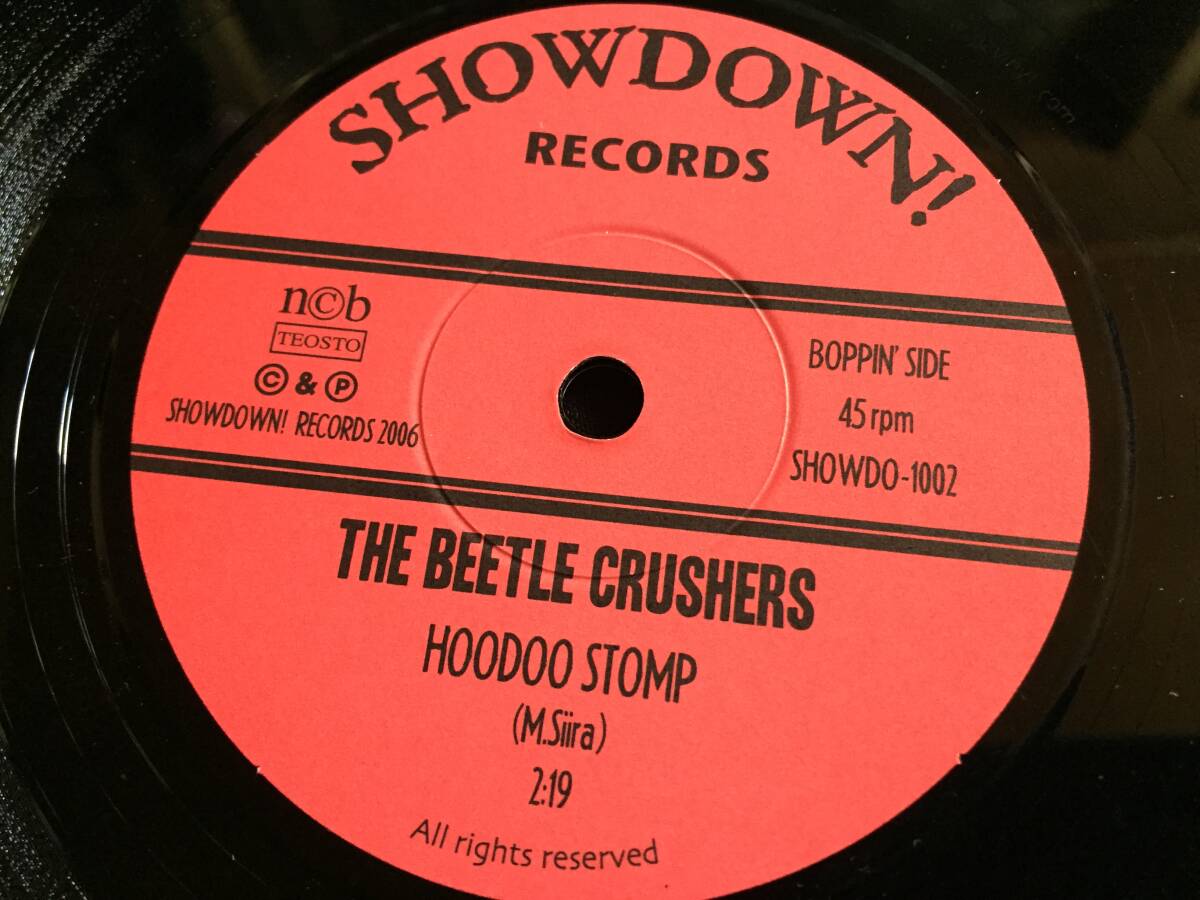 SHOWDOWN!
RECORDS
n©b
TEOSTO
© & ℗
SHOWDOWN! RECORDS 2006
BOPPIN' SIDE
45 rpm
SHOWDO-1002
THE BEETLE CRUSHERS
HOODOO STOMP
(M.Siira)
2:19
All rights reserved